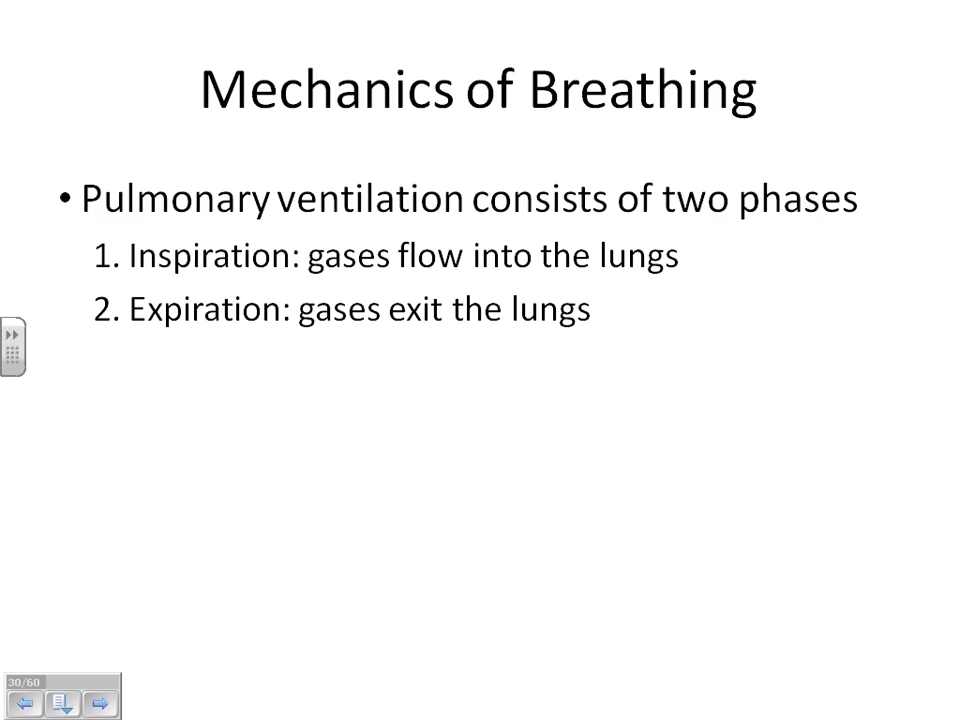 Mechanics of Breathing
• Pulmonary ventilation consists of two phases
1. Inspiration: gases flow into the lungs
2. Expiration: gases exit the lungs
30/60